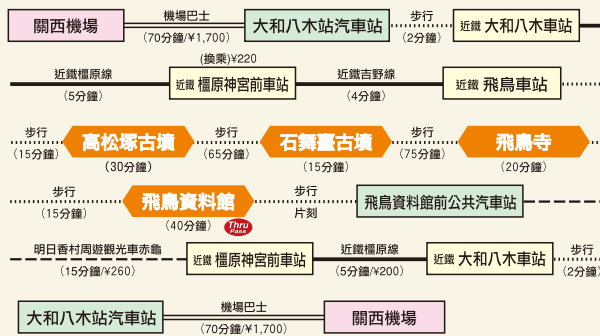 關西機場
機場巴士
(70分鐘/¥1,700)
大和八木站汽車站
步行
(2分鐘)
近鐵 大和八木車站
近鐵橿原線
(5分鐘)
(換乘)¥220
近鐵 橿原神宮前車站
近鐵吉野線
(4分鐘)
近鐵 飛鳥車站
步行
(15分鐘)
高松塚古墳
(30分鐘)
步行
(65分鐘)
石舞臺古墳
(15分鐘)
步行
(75分鐘)
飛鳥寺
(20分鐘)
步行
(15分鐘)
飛鳥資料館
(40分鐘)
Thru
Pass
步行
片刻
飛鳥資料館前公共汽車站
明日香村周遊觀光車赤龜
(15分鐘/¥260)
近鐵 橿原神宮前車站
近鐵橿原線
(5分鐘/¥200)
近鐵 大和八木車站
步行
(2分鐘)
大和八木站汽車站
機場巴士
(70分鐘/¥1,700)
關西機場